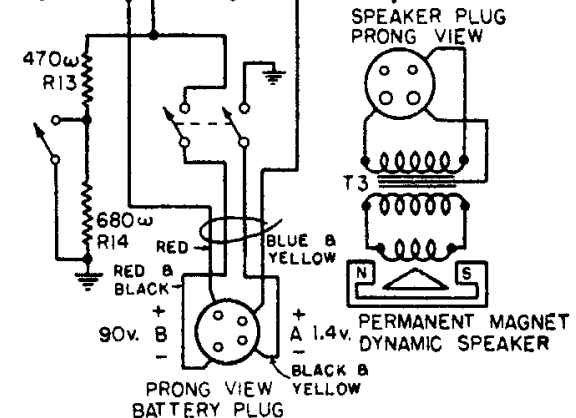 SPEAKER PLUG
PRONG VIEW
470ω
R13
T3
680ω
R14
RED
BLUE &
YELLOW
RED &
BLACK
N
S
+
90v. B
−
+
A 1.4v.
−
PERMANENT MAGNET
DYNAMIC SPEAKER
BLACK &
YELLOW
PRONG VIEW
BATTERY PLUG